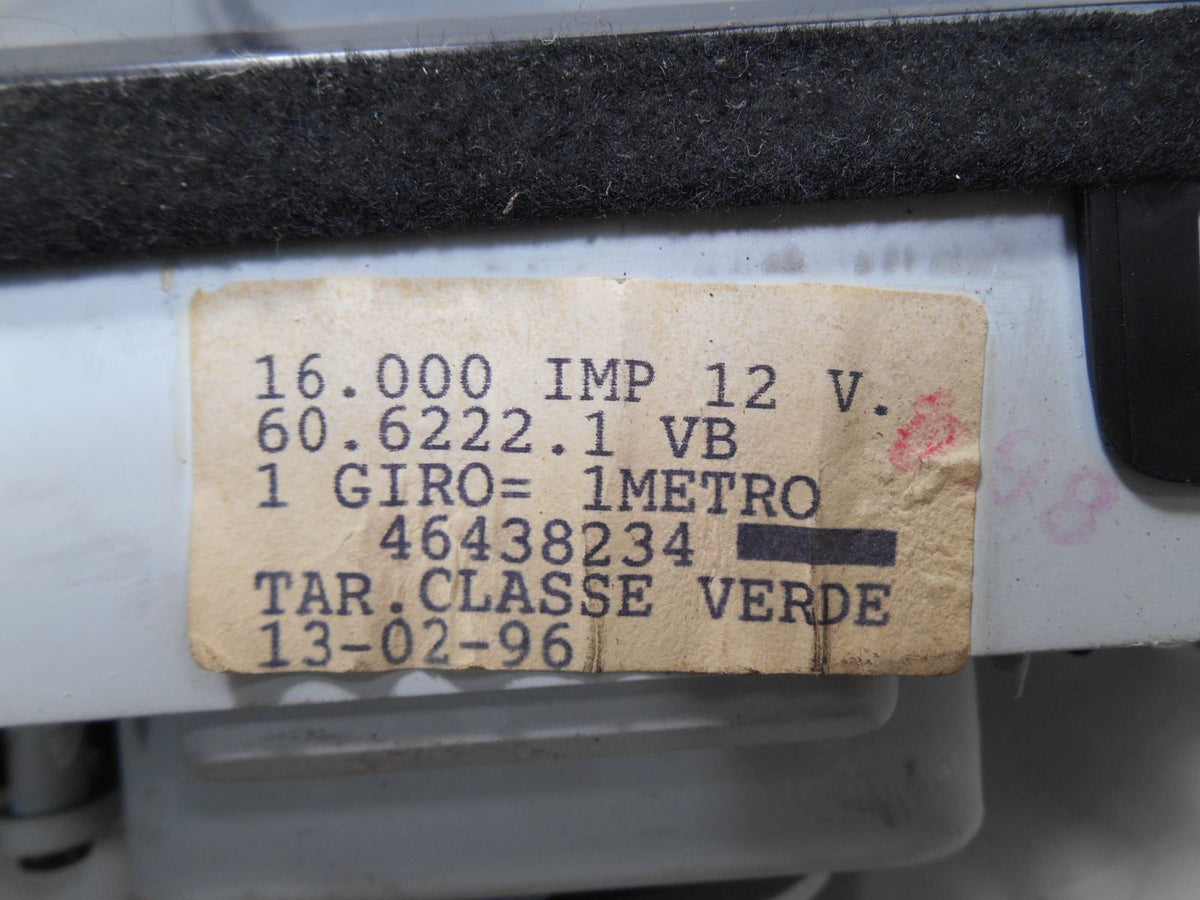 16.000 IMP 12 V.
60.6222.1 VB
1 GIRO= 1METRO
46438234
TAR.CLASSE VERDE
13-02-96